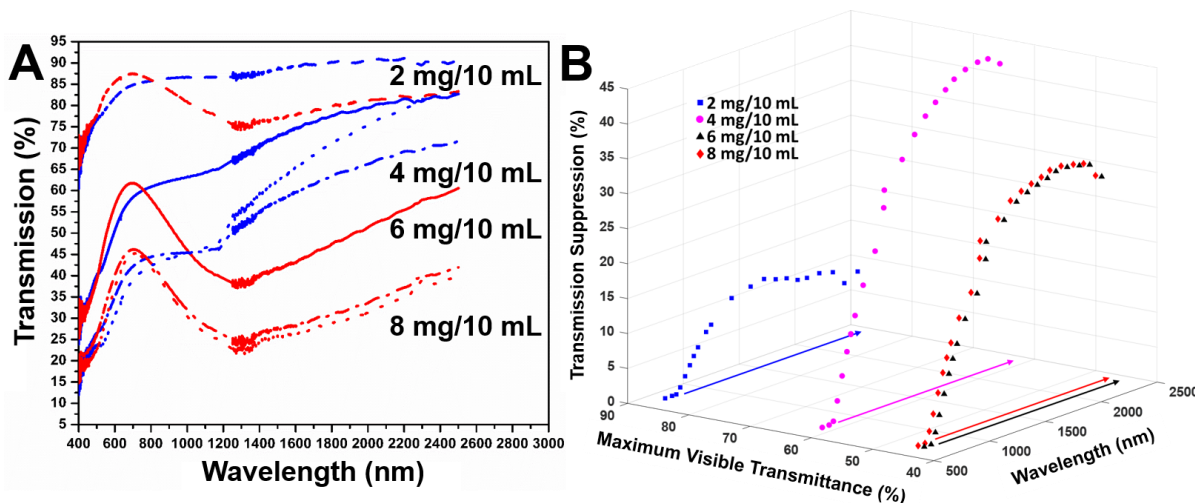 A
95
90
85
80
75
70
65
60
55
50
45
40
35
30
25
20
15
10
5
Transmission (%)
2 mg/10 mL
4 mg/10 mL
6 mg/10 mL
8 mg/10 mL
400 600 800 1000 1200 1400 1600 1800 2000 2200 2400 2600 2800 3000
Wavelength (nm)
B
45
40
35
30
25
20
15
10
5
0
Transmission Suppression (%)
2 mg/10 mL
4 mg/10 mL
6 mg/10 mL
8 mg/10 mL
90 80 70 60 50 40
Maximum Visible Transmittance (%)
500 1000 1500 2000 2500
Wavelength (nm)